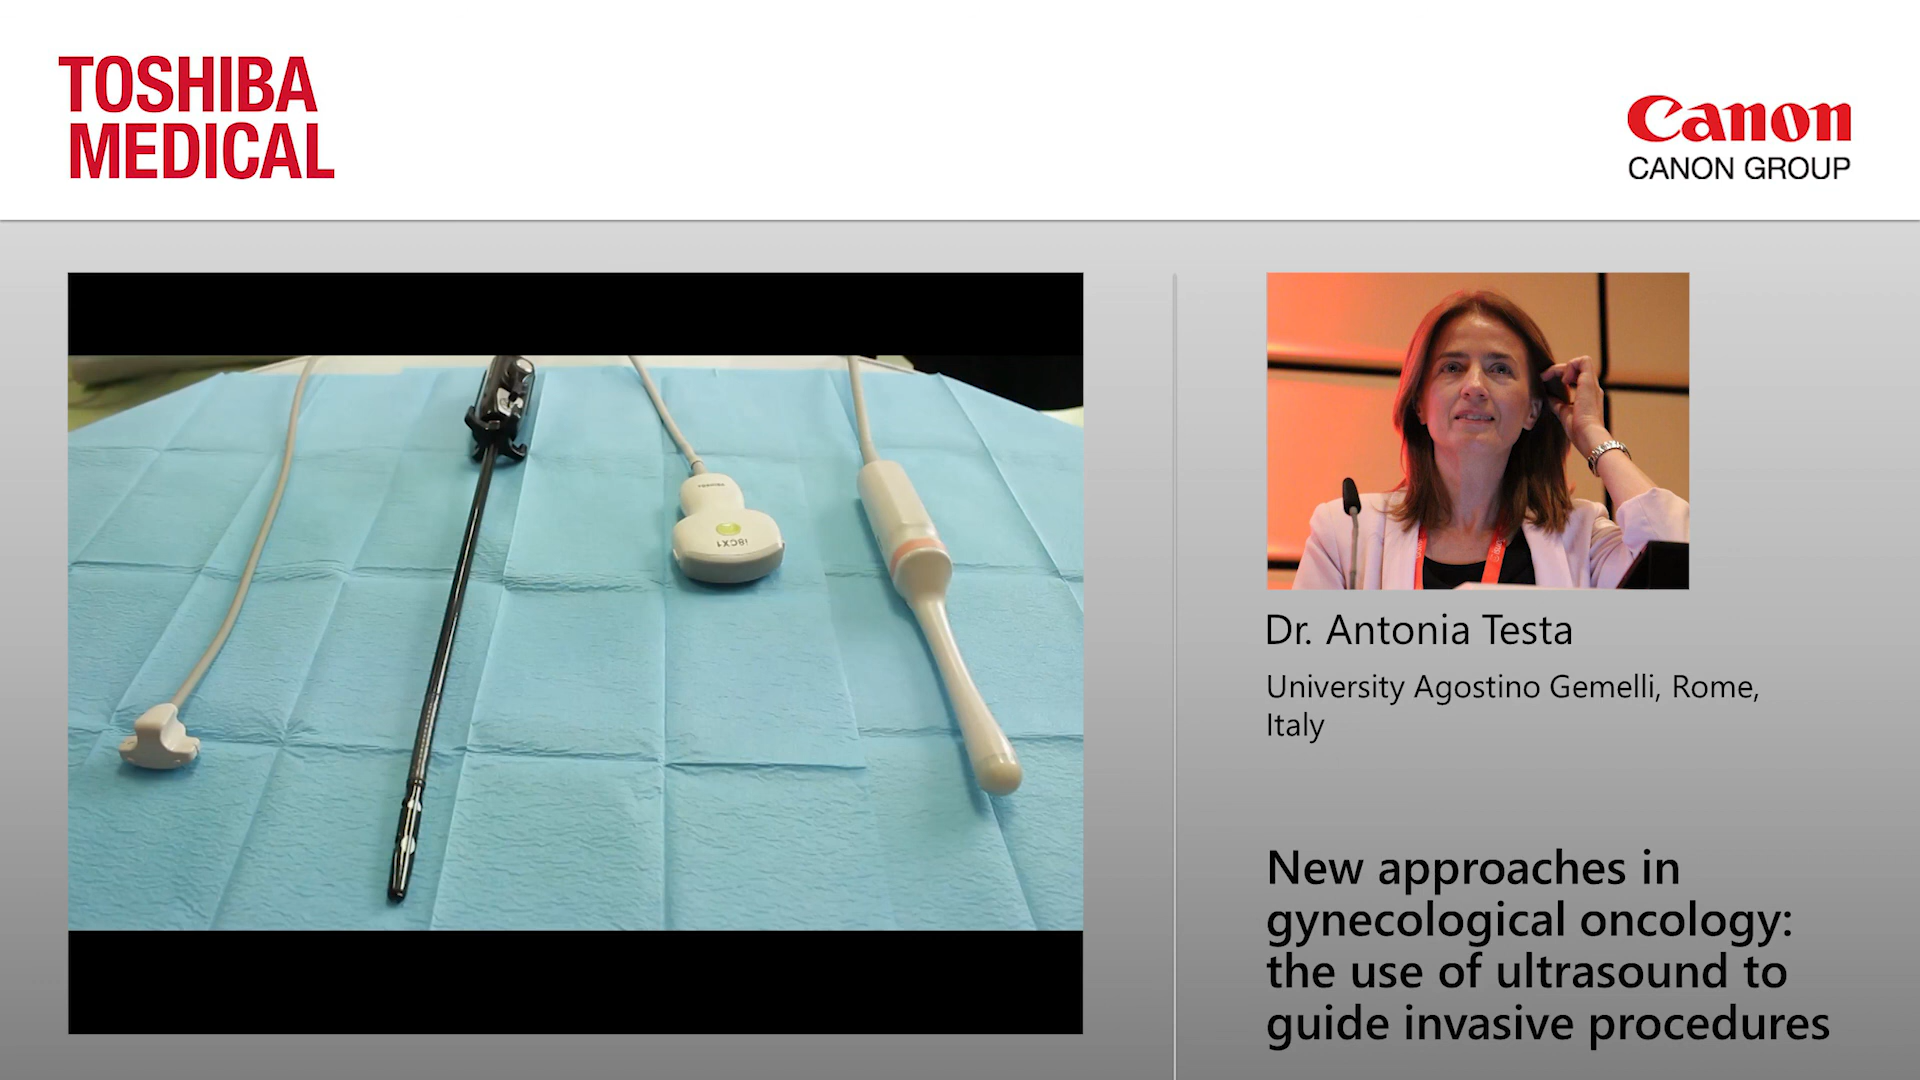 TOSHIBA
MEDICAL
Canon
CANON GROUP
TOSHIBA
i8CX1
Dr. Antonia Testa
University Agostino Gemelli, Rome,
Italy
New approaches in
gynecological oncology:
the use of ultrasound to
guide invasive procedures